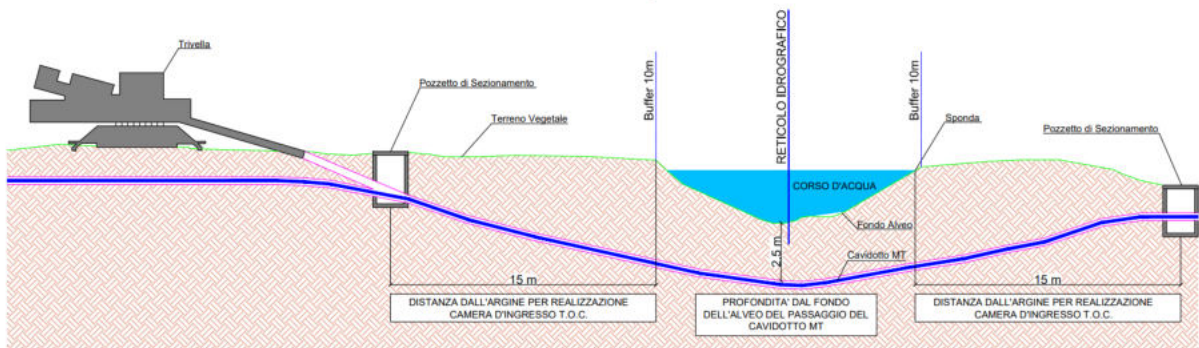 Trivella
Pozzetto di Sezionamento
Terreno Vegetale
Buffer 10m
RETICOLO IDROGRAFICO
Buffer 10m
Sponda
Pozzetto di Sezionamento
CORSO D'ACQUA
Fondo Alveo
2.5 m
Cavidotto MT
15 m
15 m
DISTANZA DALL'ARGINE PER REALIZZAZIONE
CAMERA D'INGRESSO T.O.C.
PROFONDITA' DAL FONDO
DELL'ALVEO DEL PASSAGGIO DEL
CAVIDOTTO MT
DISTANZA DALL'ARGINE PER REALIZZAZIONE
CAMERA D'INGRESSO T.O.C.